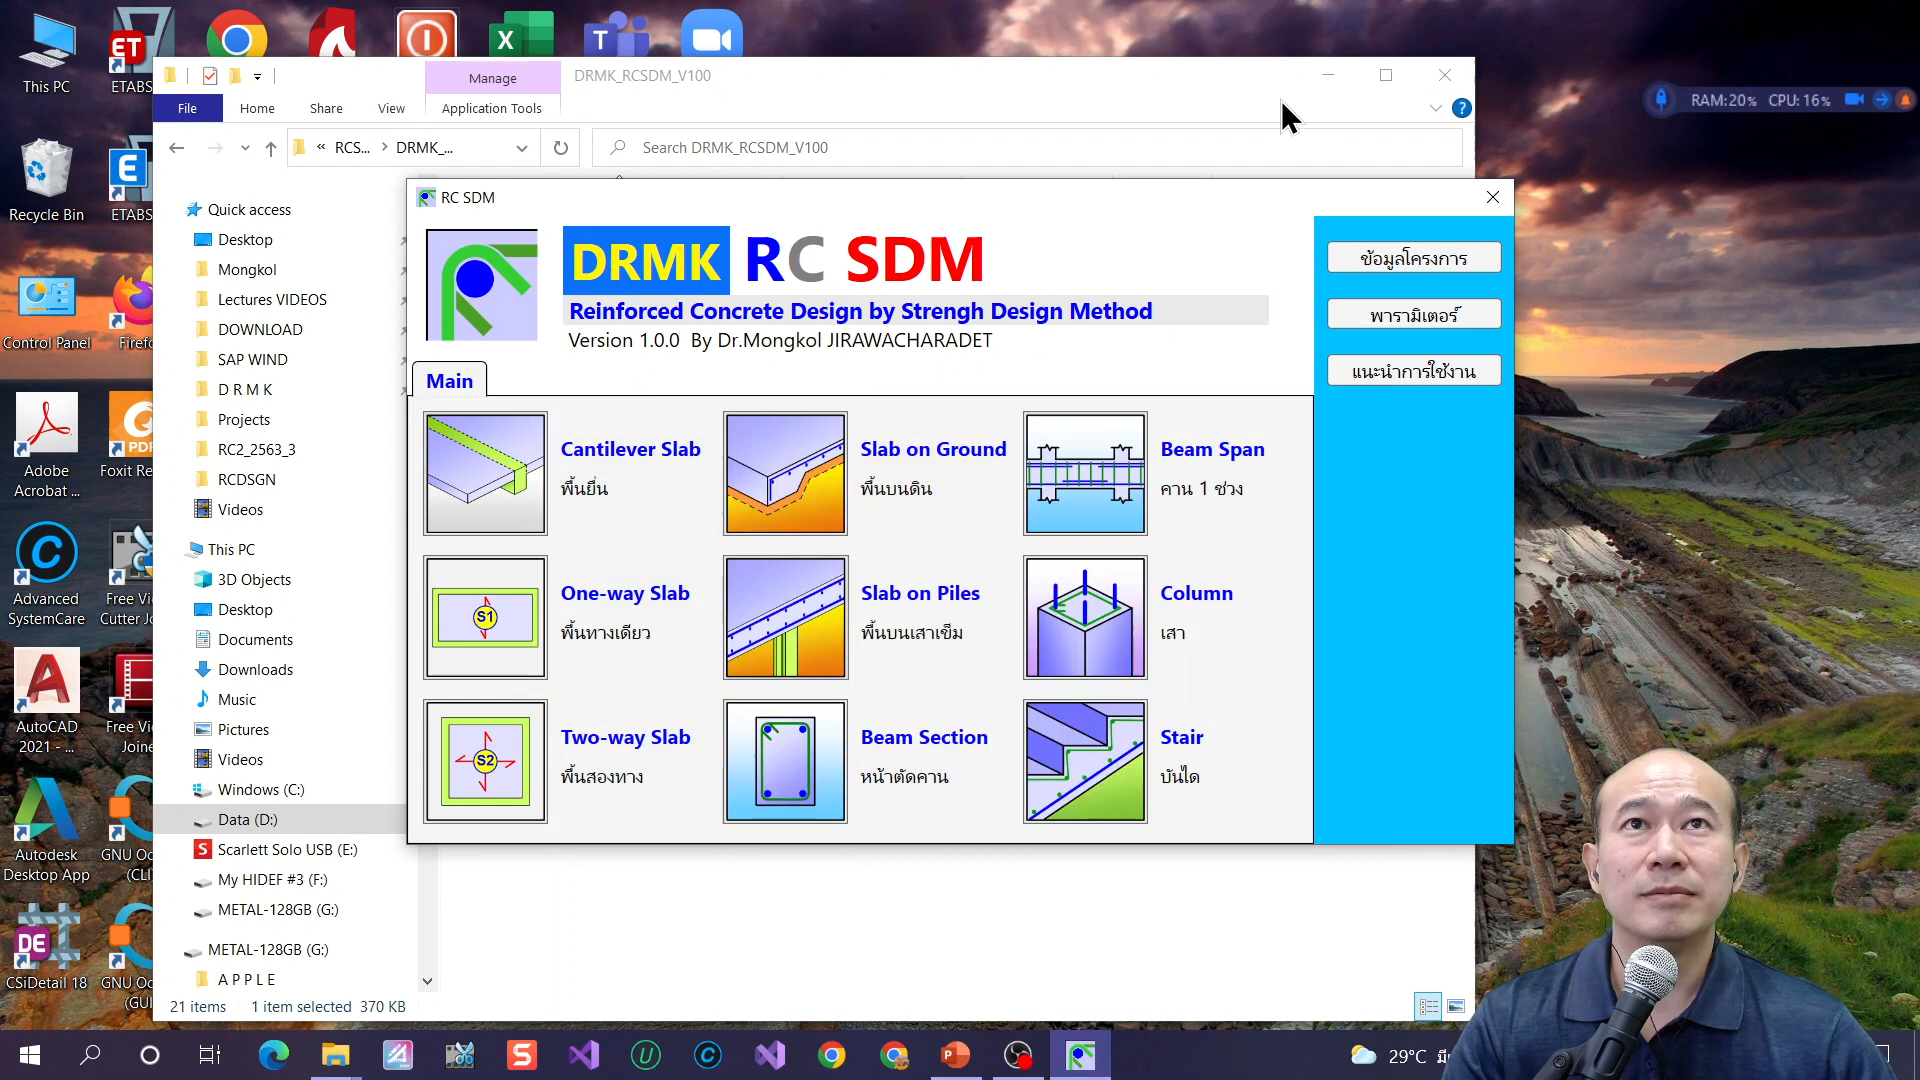 This PC
ETABS
Recycle Bin
ETABS
Control Panel
Firefo
Adobe
Acrobat ...
Foxit Re
Advanced
SystemCare
Free Vi
Cutter Jo
AutoCAD
2021 - ...
Free Vi
Joine
Autodesk
Desktop App
GNU Oc
(CLI
CSiDetail 18
GNU Oc
(GUI
Manage
DRMK_RCSDM_V100
File
Home
Share
View
Application Tools
« RCS... > DRMK_...
Search DRMK_RCSDM_V100
Quick access
Desktop
Mongkol
Lectures VIDEOS
DOWNLOAD
SAP WIND
D R M K
Projects
RC2_2563_3
RCDSGN
Videos
This PC
3D Objects
Desktop
Documents
Downloads
Music
Pictures
Videos
Windows (C:)
Data (D:)
Scarlett Solo USB (E:)
My HIDEF #3 (F:)
METAL-128GB (G:)
METAL-128GB (G:)
A P P L E
21 items
1 item selected 370 KB
RC SDM
DRMK RC SDM
Reinforced Concrete Design by Strengh Design Method
Version 1.0.0 By Dr.Mongkol JIRAWACHARADET
Main
Cantilever Slab
พื้นยื่น
Slab on Ground
พื้นบนดิน
Beam Span
คาน 1 ช่วง
S1
One-way Slab
พื้นทางเดียว
Slab on Piles
พื้นบนเสาเข็ม
Column
เสา
S2
Two-way Slab
พื้นสองทาง
Beam Section
หน้าตัดคาน
Stair
บันได
ข้อมูลโครงการ
พารามิเตอร์
แนะนำการใช้งาน
RAM:20% CPU: 16%
29°C